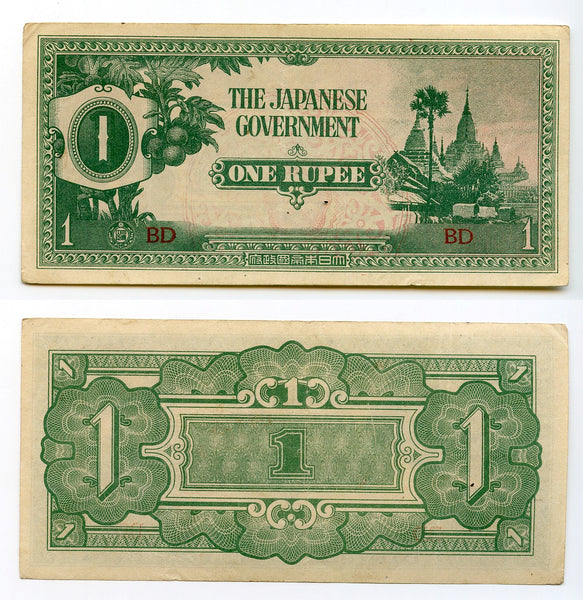 1
THE JAPANESE
GOVERNMENT
ONE RUPEE
1 BD BD 1
府政國帝本日大
1 1
1
1 1 1
1 1